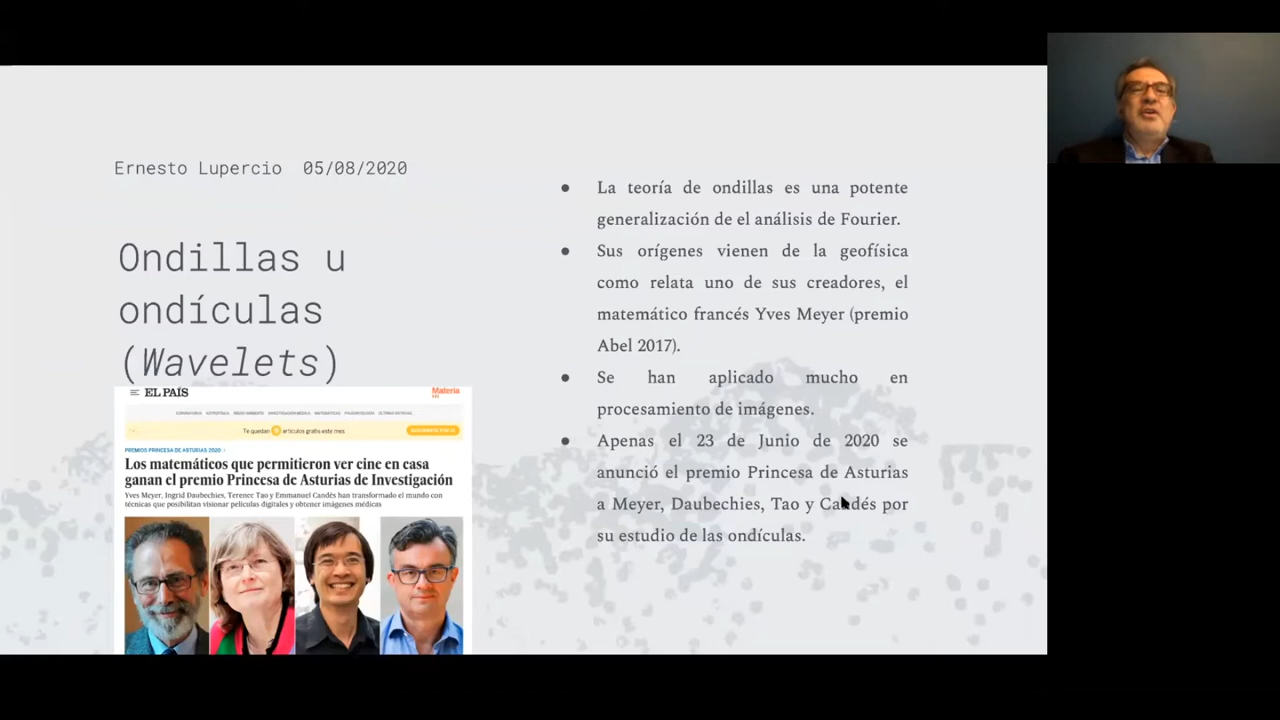 Ernesto Lupercio 05/08/2020
Ondillas u
ondículas
(Wavelets)
EL PAÍS
Materia
Te quedan
artículos gratis este mes
PREMIOS PRINCESA DE ASTURIAS 2020
Los matemáticos que permitieron ver cine en casa
ganan el premio Princesa de Asturias de Investigación
Yves Meyer, Ingrid Daubechies, Terence Tao y Emmanuel Candès han transformado el mundo con
técnicas que posibilitan visionar películas digitales y obtener imágenes médicas
● La teoría de ondillas es una potente
generalización de el análisis de Fourier.
● Sus orígenes vienen de la geofísica
como relata uno de sus creadores, el
matemático francés Yves Meyer (premio
Abel 2017).
● Se han aplicado mucho en
procesamiento de imágenes.
● Apenas el 23 de Junio de 2020 se
anunció el premio Princesa de Asturias
a Meyer, Daubechies, Tao y Candés por
su estudio de las ondículas.